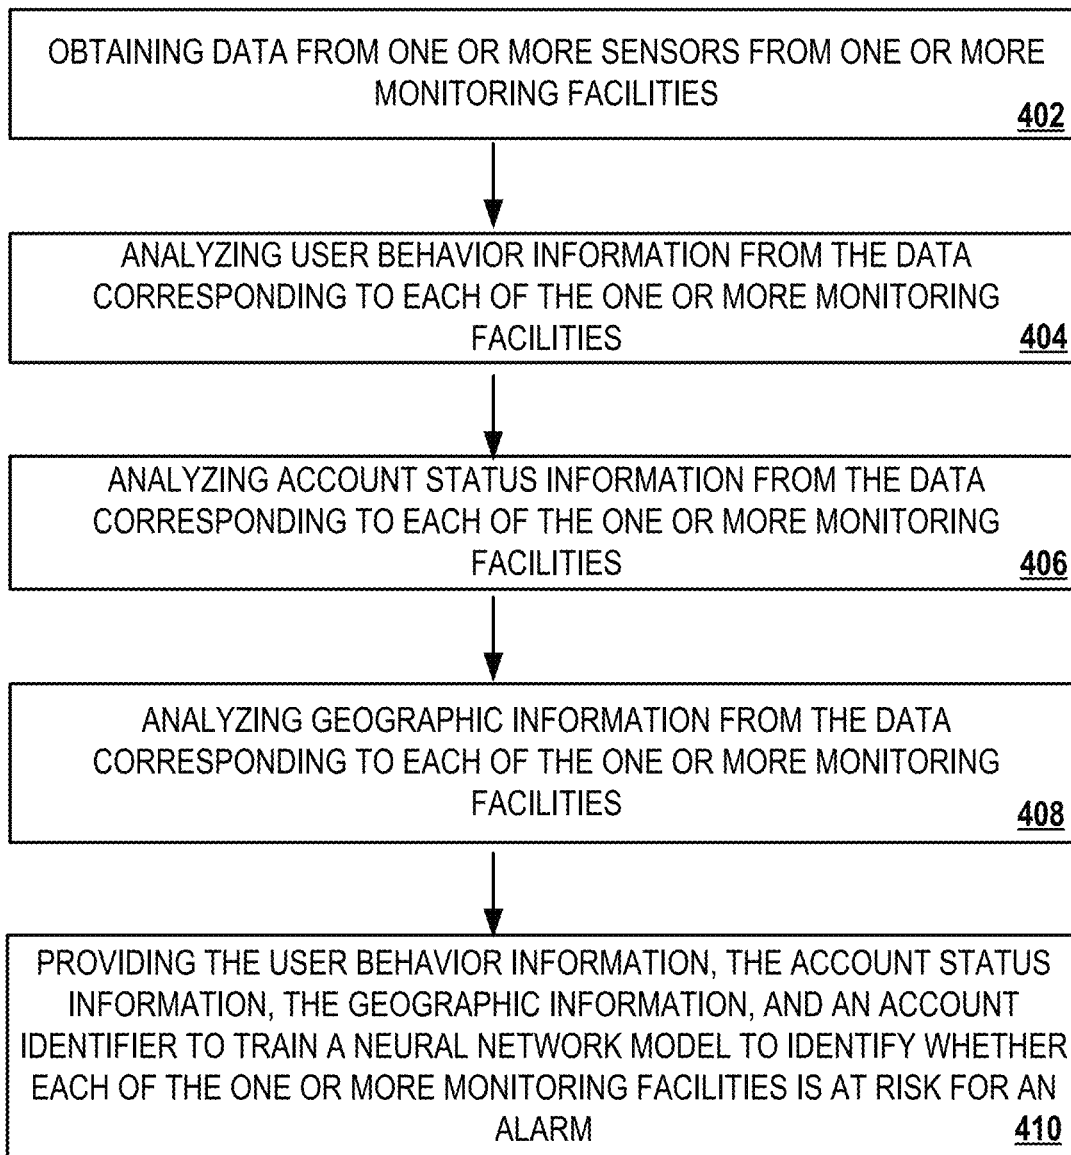 OBTAINING DATA FROM ONE OR MORE SENSORS FROM ONE OR MORE
MONITORING FACILITIES
402
ANALYZING USER BEHAVIOR INFORMATION FROM THE DATA
CORRESPONDING TO EACH OF THE ONE OR MORE MONITORING
FACILITIES
404
ANALYZING ACCOUNT STATUS INFORMATION FROM THE DATA
CORRESPONDING TO EACH OF THE ONE OR MORE MONITORING
FACILITIES
406
ANALYZING GEOGRAPHIC INFORMATION FROM THE DATA
CORRESPONDING TO EACH OF THE ONE OR MORE MONITORING
FACILITIES
408
PROVIDING THE USER BEHAVIOR INFORMATION, THE ACCOUNT STATUS
INFORMATION, THE GEOGRAPHIC INFORMATION, AND AN ACCOUNT
IDENTIFIER TO TRAIN A NEURAL NETWORK MODEL TO IDENTIFY WHETHER
EACH OF THE ONE OR MORE MONITORING FACILITIES IS AT RISK FOR AN
ALARM
410